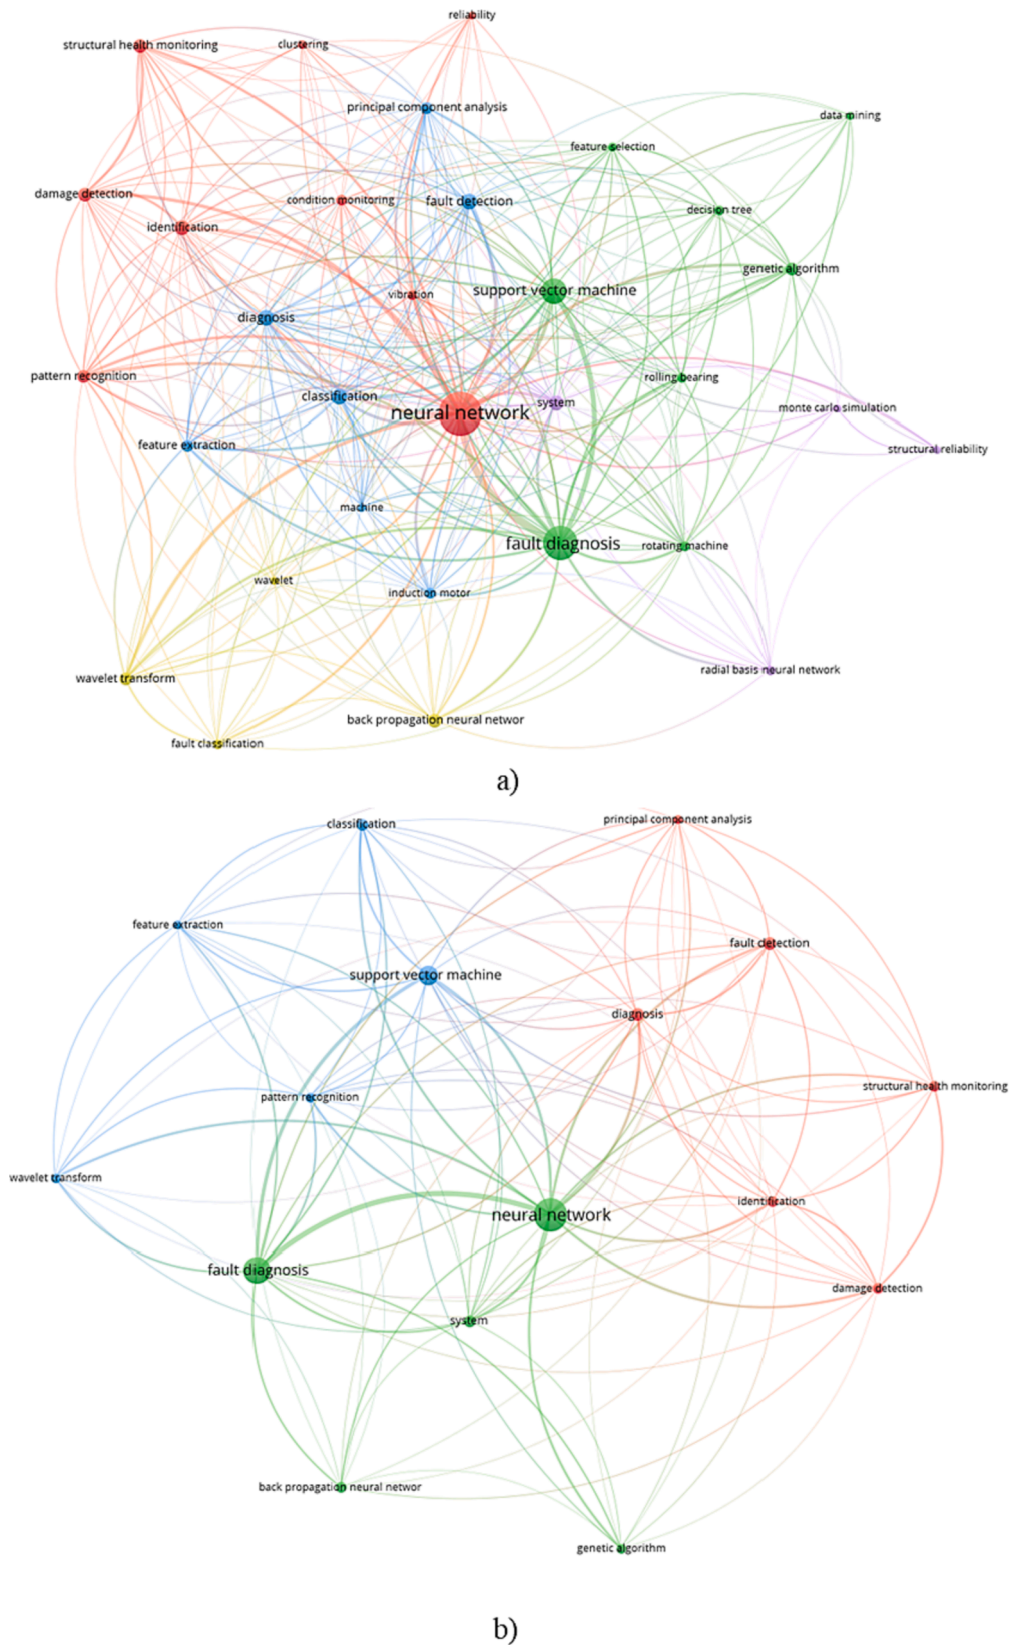 reliability
structural health monitoring
clustering
principal component analysis
data mining
feature selection
damage detection
condition monitoring
fault detection
decision tree
identification
genetic algorithm
support vector machine
vibration
diagnosis
pattern recognition
rolling bearing
classification
system
neural network
monte carlo simulation
feature extraction
structural reliability
machine
fault diagnosis
rotating machine
wavelet
induction motor
radial basis neural network
wavelet transform
back propagation neural networ
fault classification
a)
principal component analysis
classification
feature extraction
fault detection
support vector machine
diagnosis
structural health monitoring
pattern recognition
wavelet transform
identification
neural network
fault diagnosis
damage detection
system
back propagation neural networ
genetic algorithm
b)